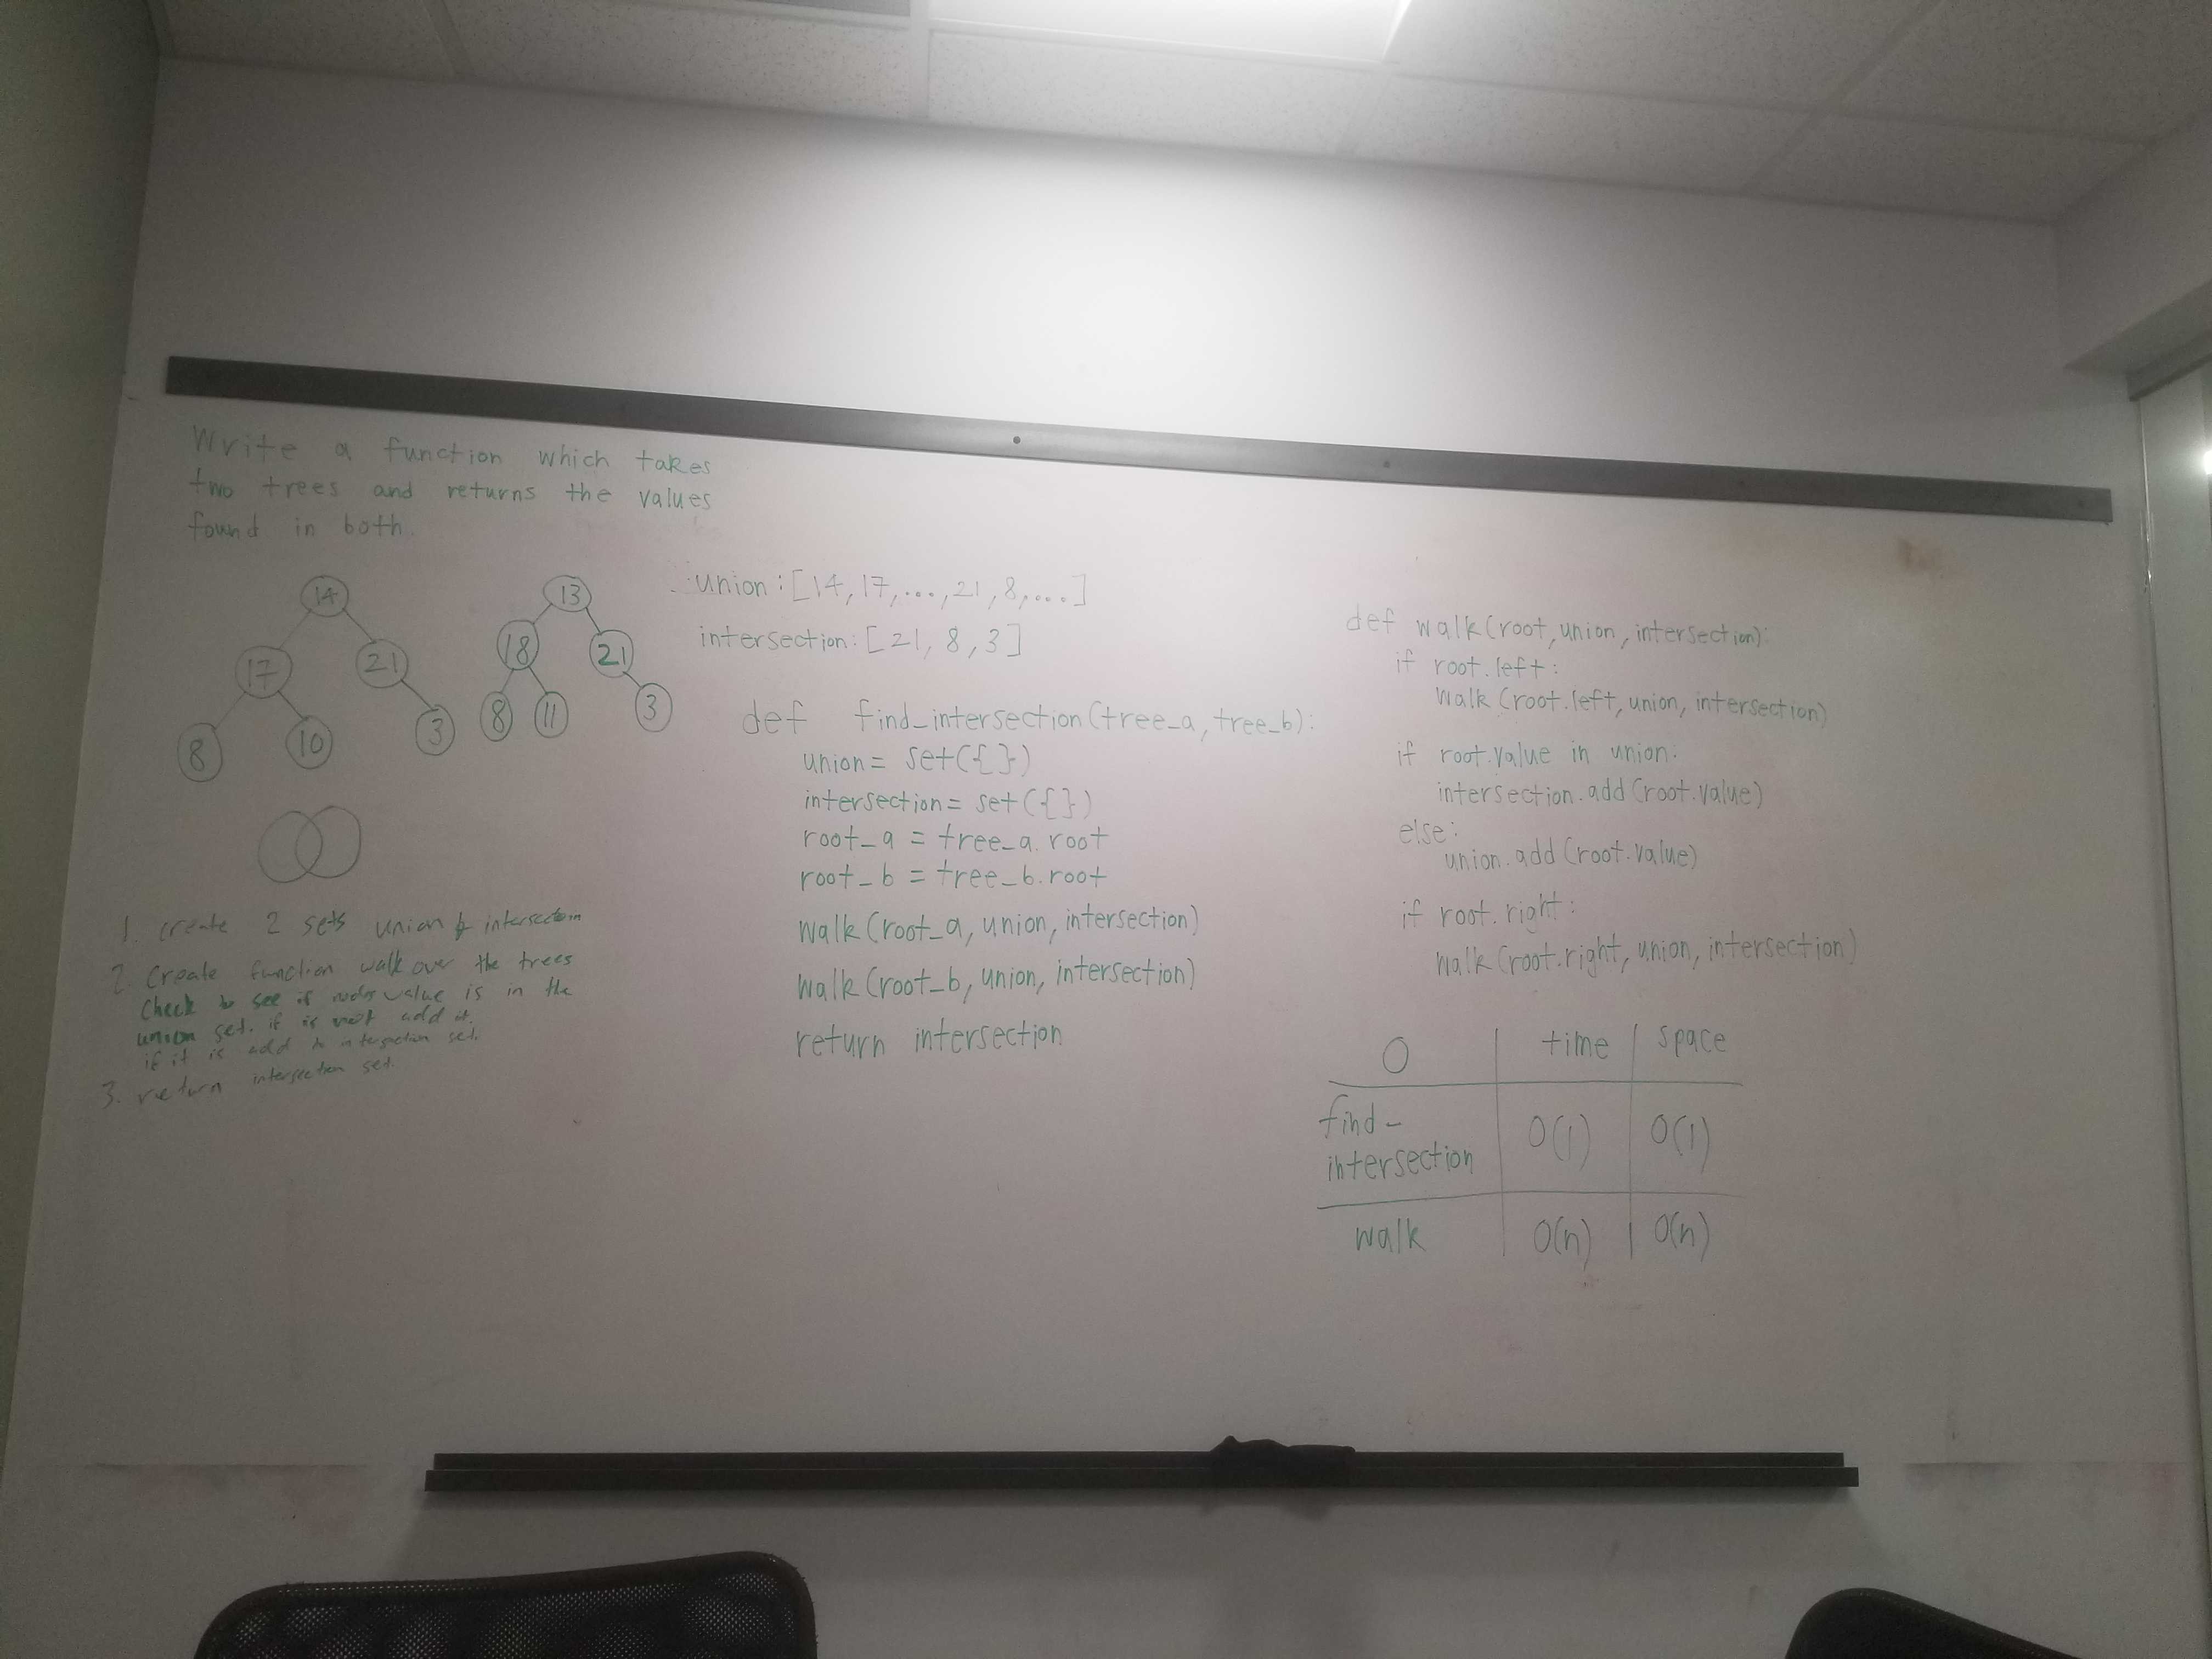 Write a function which takes
two trees and returns the values
found in both.
14
17
21
8
10
3
13
18
21
8
11
3
1. create 2 sets union & intersection
2 Create function walk over the trees
Check to see if nodes value is in the
union set. if is not add it.
if it is add to intersection set.
3. return intersection set.
union: [14, 17, ..., 21, 8, ....]
intersection: [21, 8, 3]
def find_intersection(tree_a, tree_b):
union = set({})
intersection = set({})
root_a = tree_a.root
root_b = tree_b.root
walk(root_a, union, intersection)
walk(root_b, union, intersection)
return intersection
def walk(root, union, intersection):
if root.left:
walk(root.left, union, intersection)
if root.value in union:
intersection.add(root.value)
else:
union.add(root.value)
if root.right:
walk(root.right, union, intersection)
O time space
find-
intersection O(1) O(1)
walk O(n) O(n)